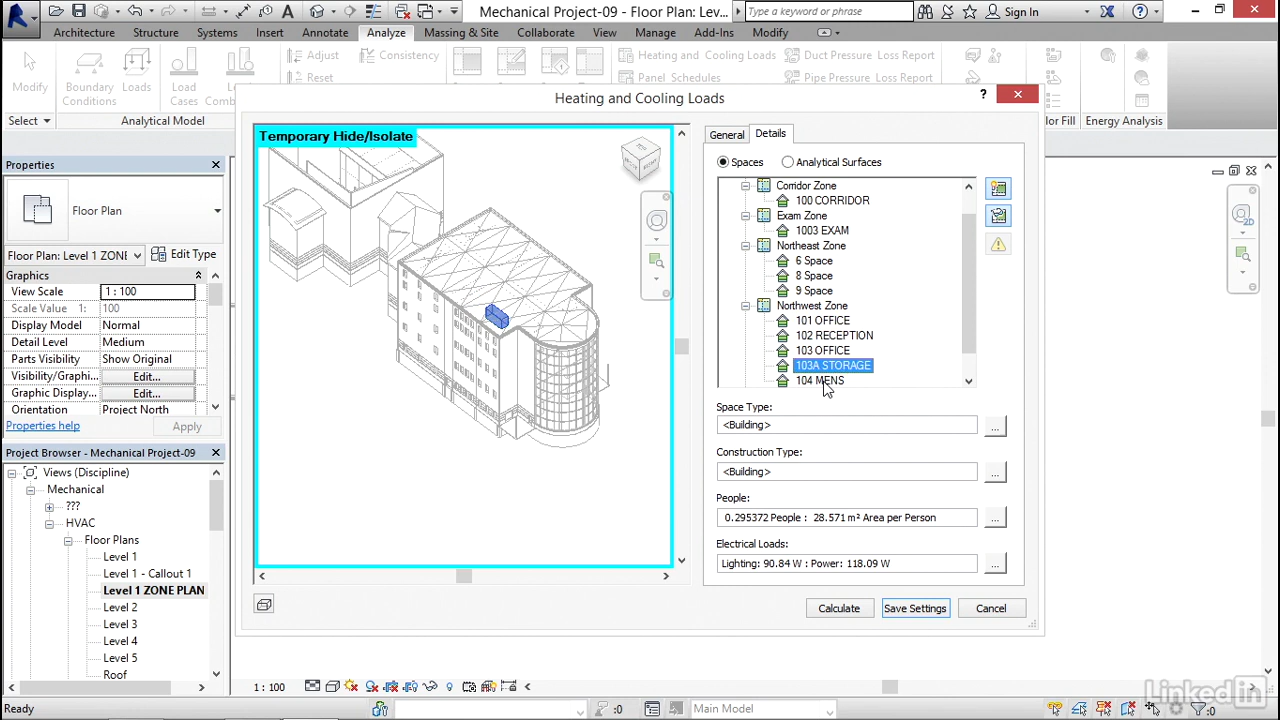 Mechanical Project-09 - Floor Plan: Lev...
Type a keyword or phrase
Sign In
Architecture Structure Systems Insert Annotate Analyze Massing & Site Collaborate View Manage Add-Ins Modify
Modify
Boundary Conditions
Loads
Load Cases
Adjust
Reset
Consistency
Heating and Cooling Loads
Panel Schedules
Duct Pressure Loss Report
Pipe Pressure Loss Report
Select
Analytical Model
Energy Analysis
Heating and Cooling Loads
Temporary Hide/Isolate
General
Details
Spaces
Analytical Surfaces
Corridor Zone
100 CORRIDOR
Exam Zone
1003 EXAM
Northeast Zone
6 Space
8 Space
9 Space
Northwest Zone
101 OFFICE
102 RECEPTION
103 OFFICE
103A STORAGE
104 MENS
Space Type:
<Building>
...
Construction Type:
<Building>
...
People:
0.295372 People : 28.571 m² Area per Person
...
Electrical Loads:
Lighting: 90.84 W : Power: 118.09 W
...
Calculate
Save Settings
Cancel
Properties
Floor Plan
Floor Plan: Level 1 ZONI
Edit Type
Graphics
View Scale 1 : 100
Scale Value 1: 100
Display Model Normal
Detail Level Medium
Parts Visibility Show Original
Visibility/Graphi... Edit...
Graphic Display... Edit...
Orientation Project North
Properties help
Apply
Project Browser - Mechanical Project-09
Views (Discipline)
Mechanical
???
HVAC
Floor Plans
Level 1
Level 1 - Callout 1
Level 1 ZONE PLAN
Level 2
Level 3
Level 4
Level 5
Roof
1 : 100
Ready
:0
Main Model
:0
LinkedIn